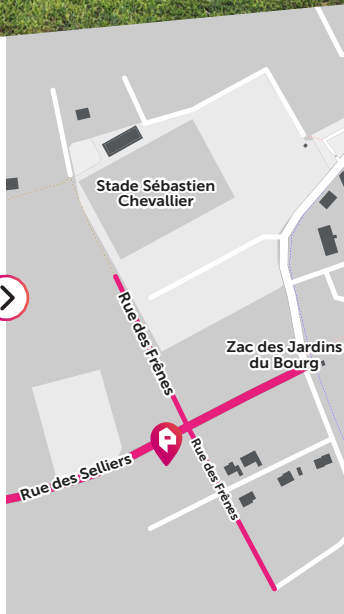 Stade Sébastien
Chevallier
Rue des Frênes
Zac des Jardins
du Bourg
Rue des Selliers
Rue des Frênes